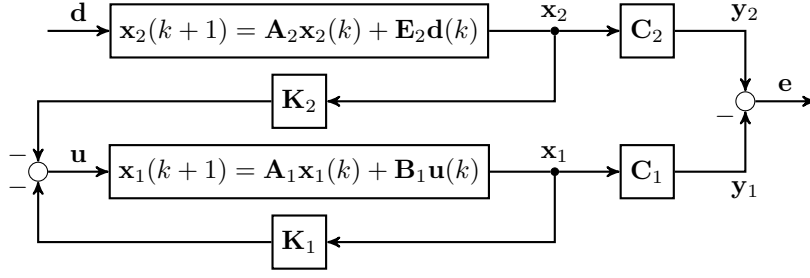 d
x₂(k + 1) = A₂x₂(k) + E₂d(k)
x₂
C₂
y₂
K₂
−
e
−
u
x₁(k + 1) = A₁x₁(k) + B₁u(k)
x₁
C₁
−
y₁
K₁